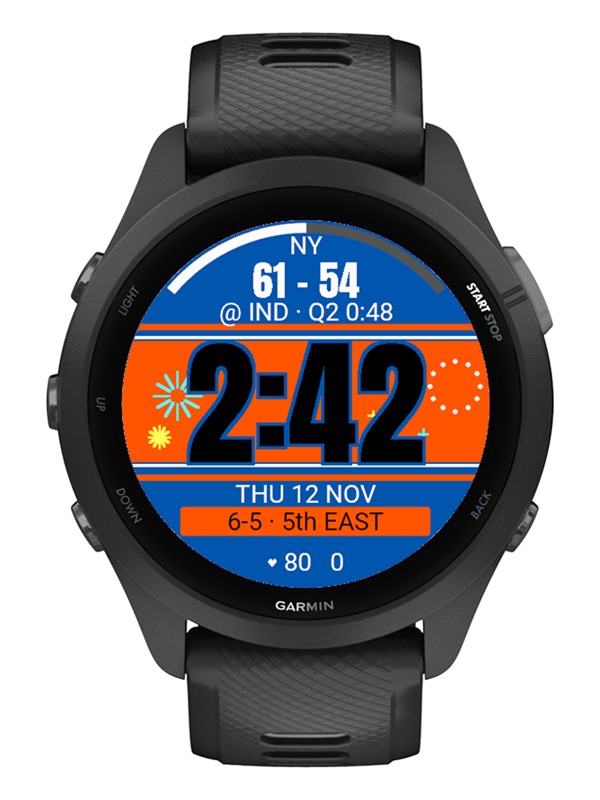 NY
61 - 54
@ IND · Q2 0:48
LIGHT
START STOP
2:42
UP
DOWN
BACK
THU 12 NOV
6-5 · 5th EAST
♥ 80 0
GARMIN